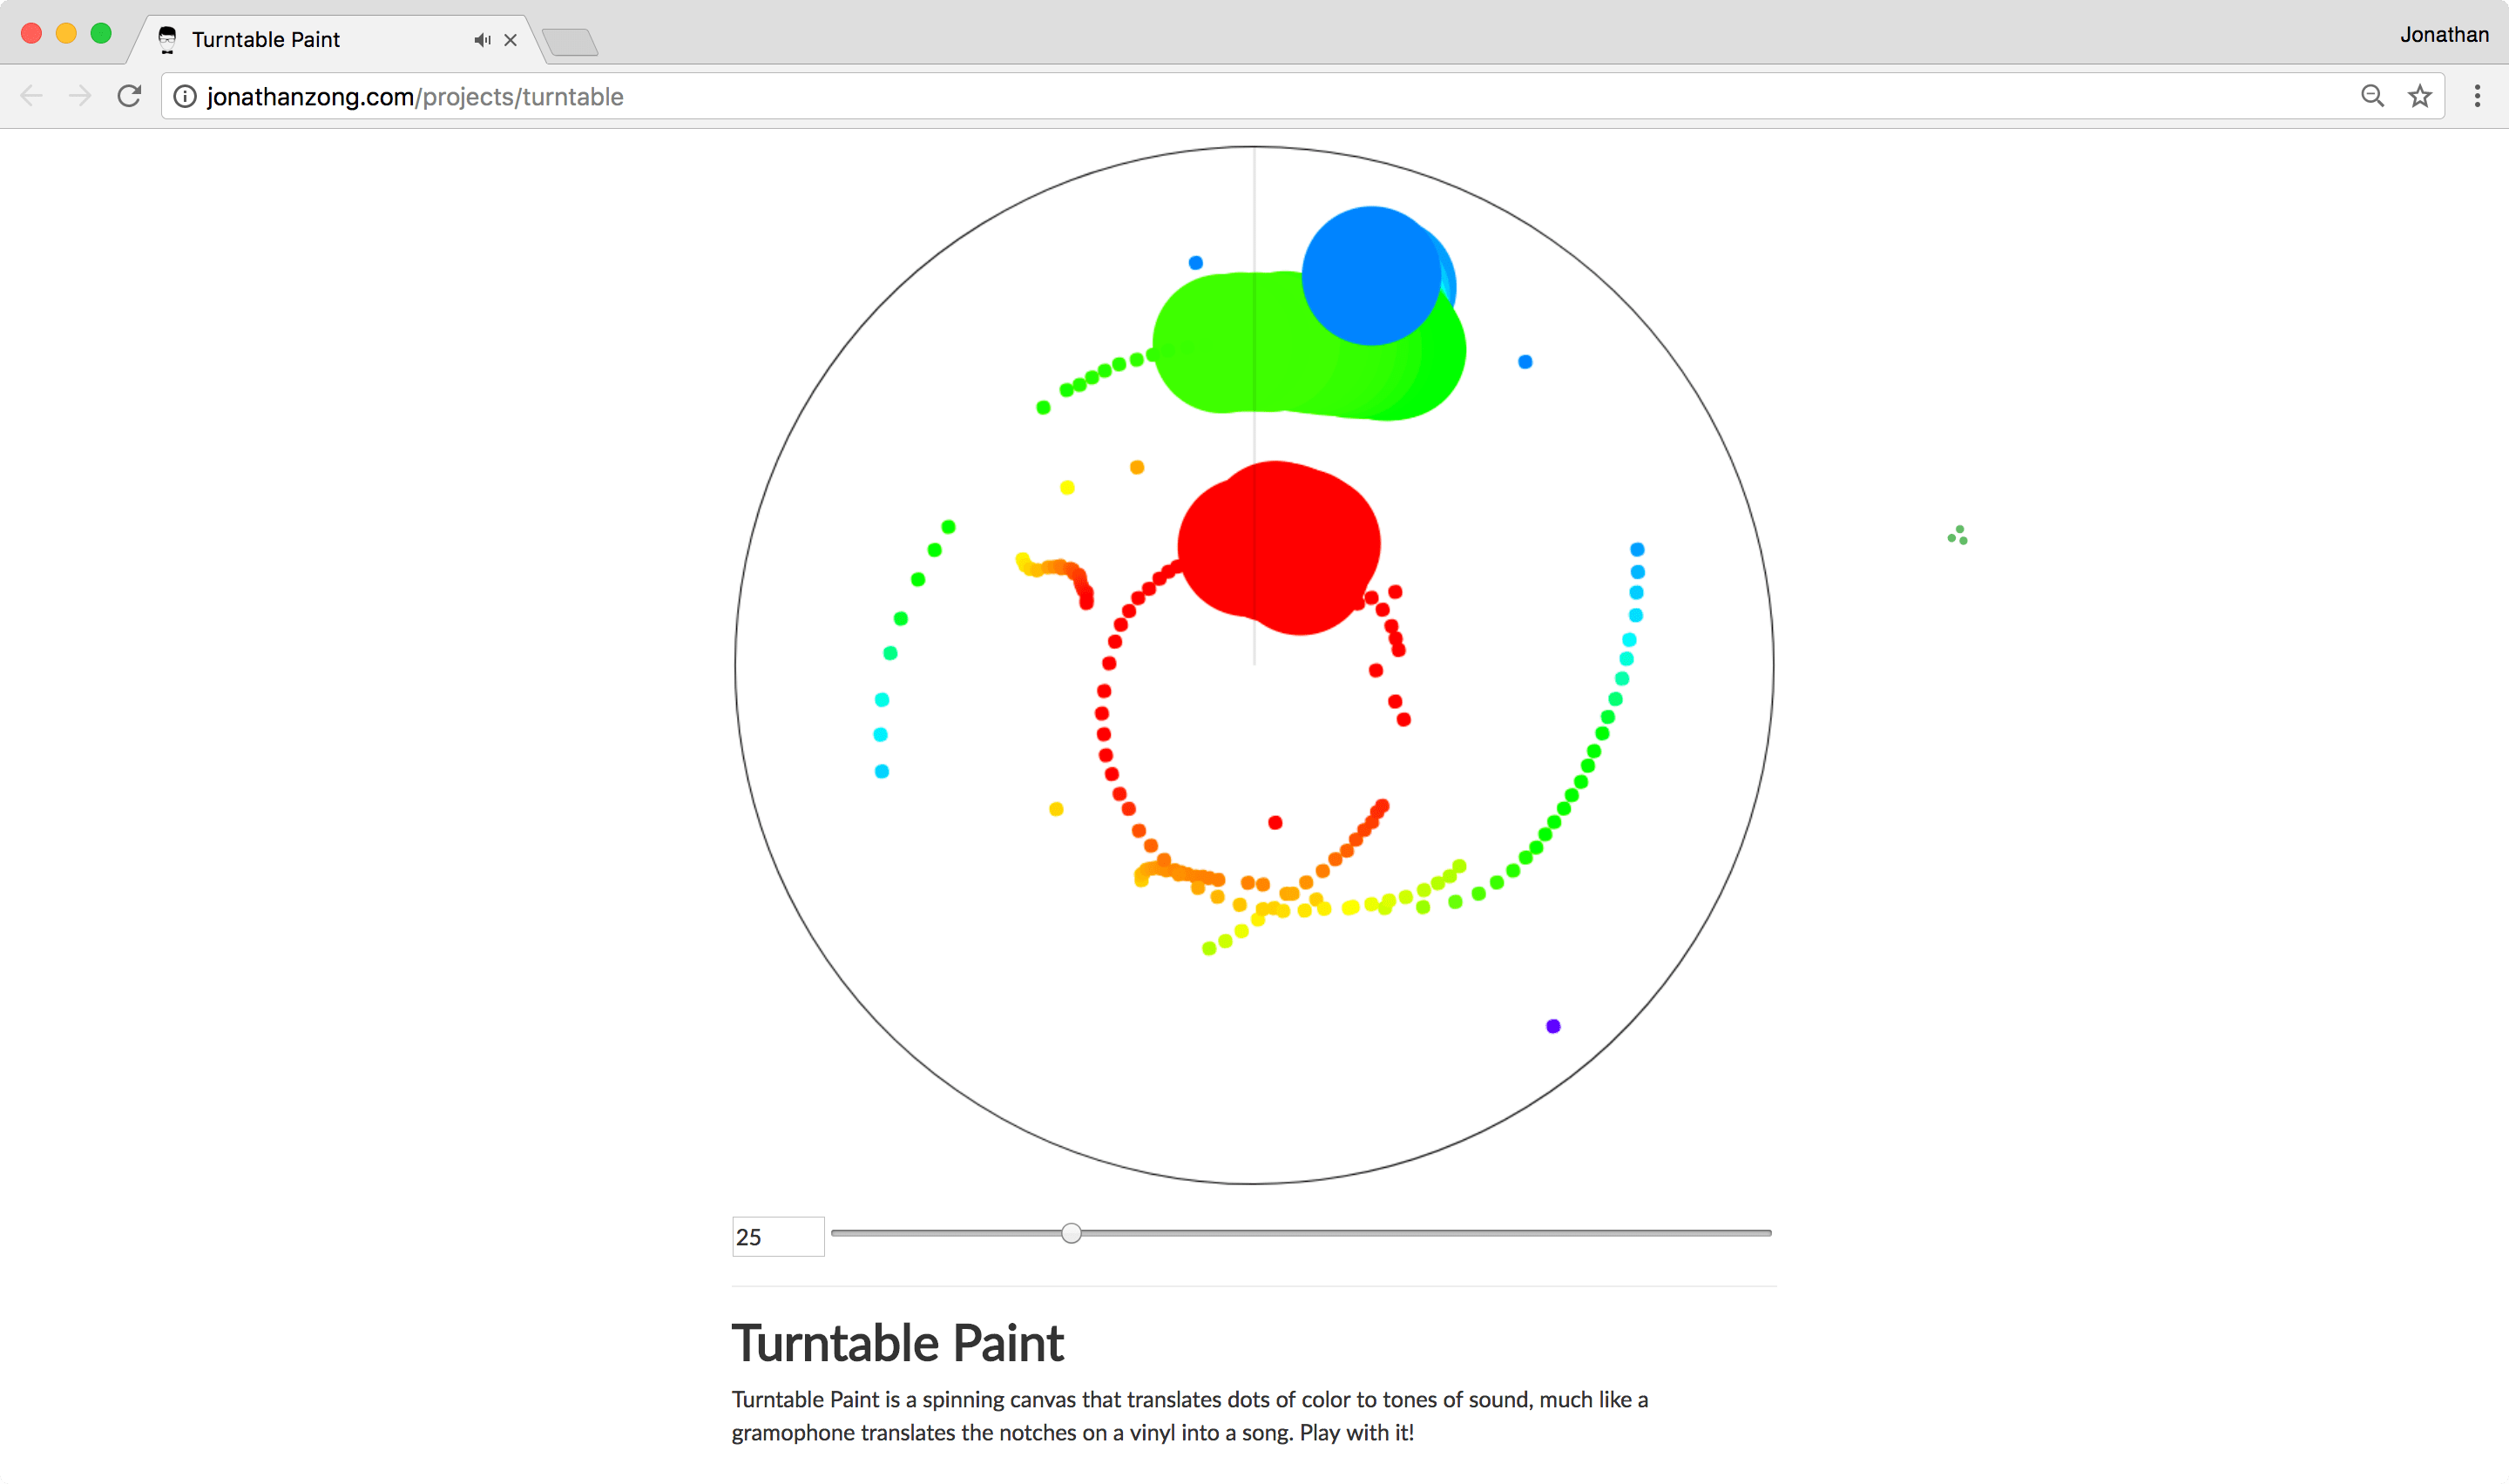 Turntable Paint
Jonathan
jonathanzong.com/projects/turntable
25
Turntable Paint
Turntable Paint is a spinning canvas that translates dots of color to tones of sound, much like a
gramophone translates the notches on a vinyl into a song. Play with it!